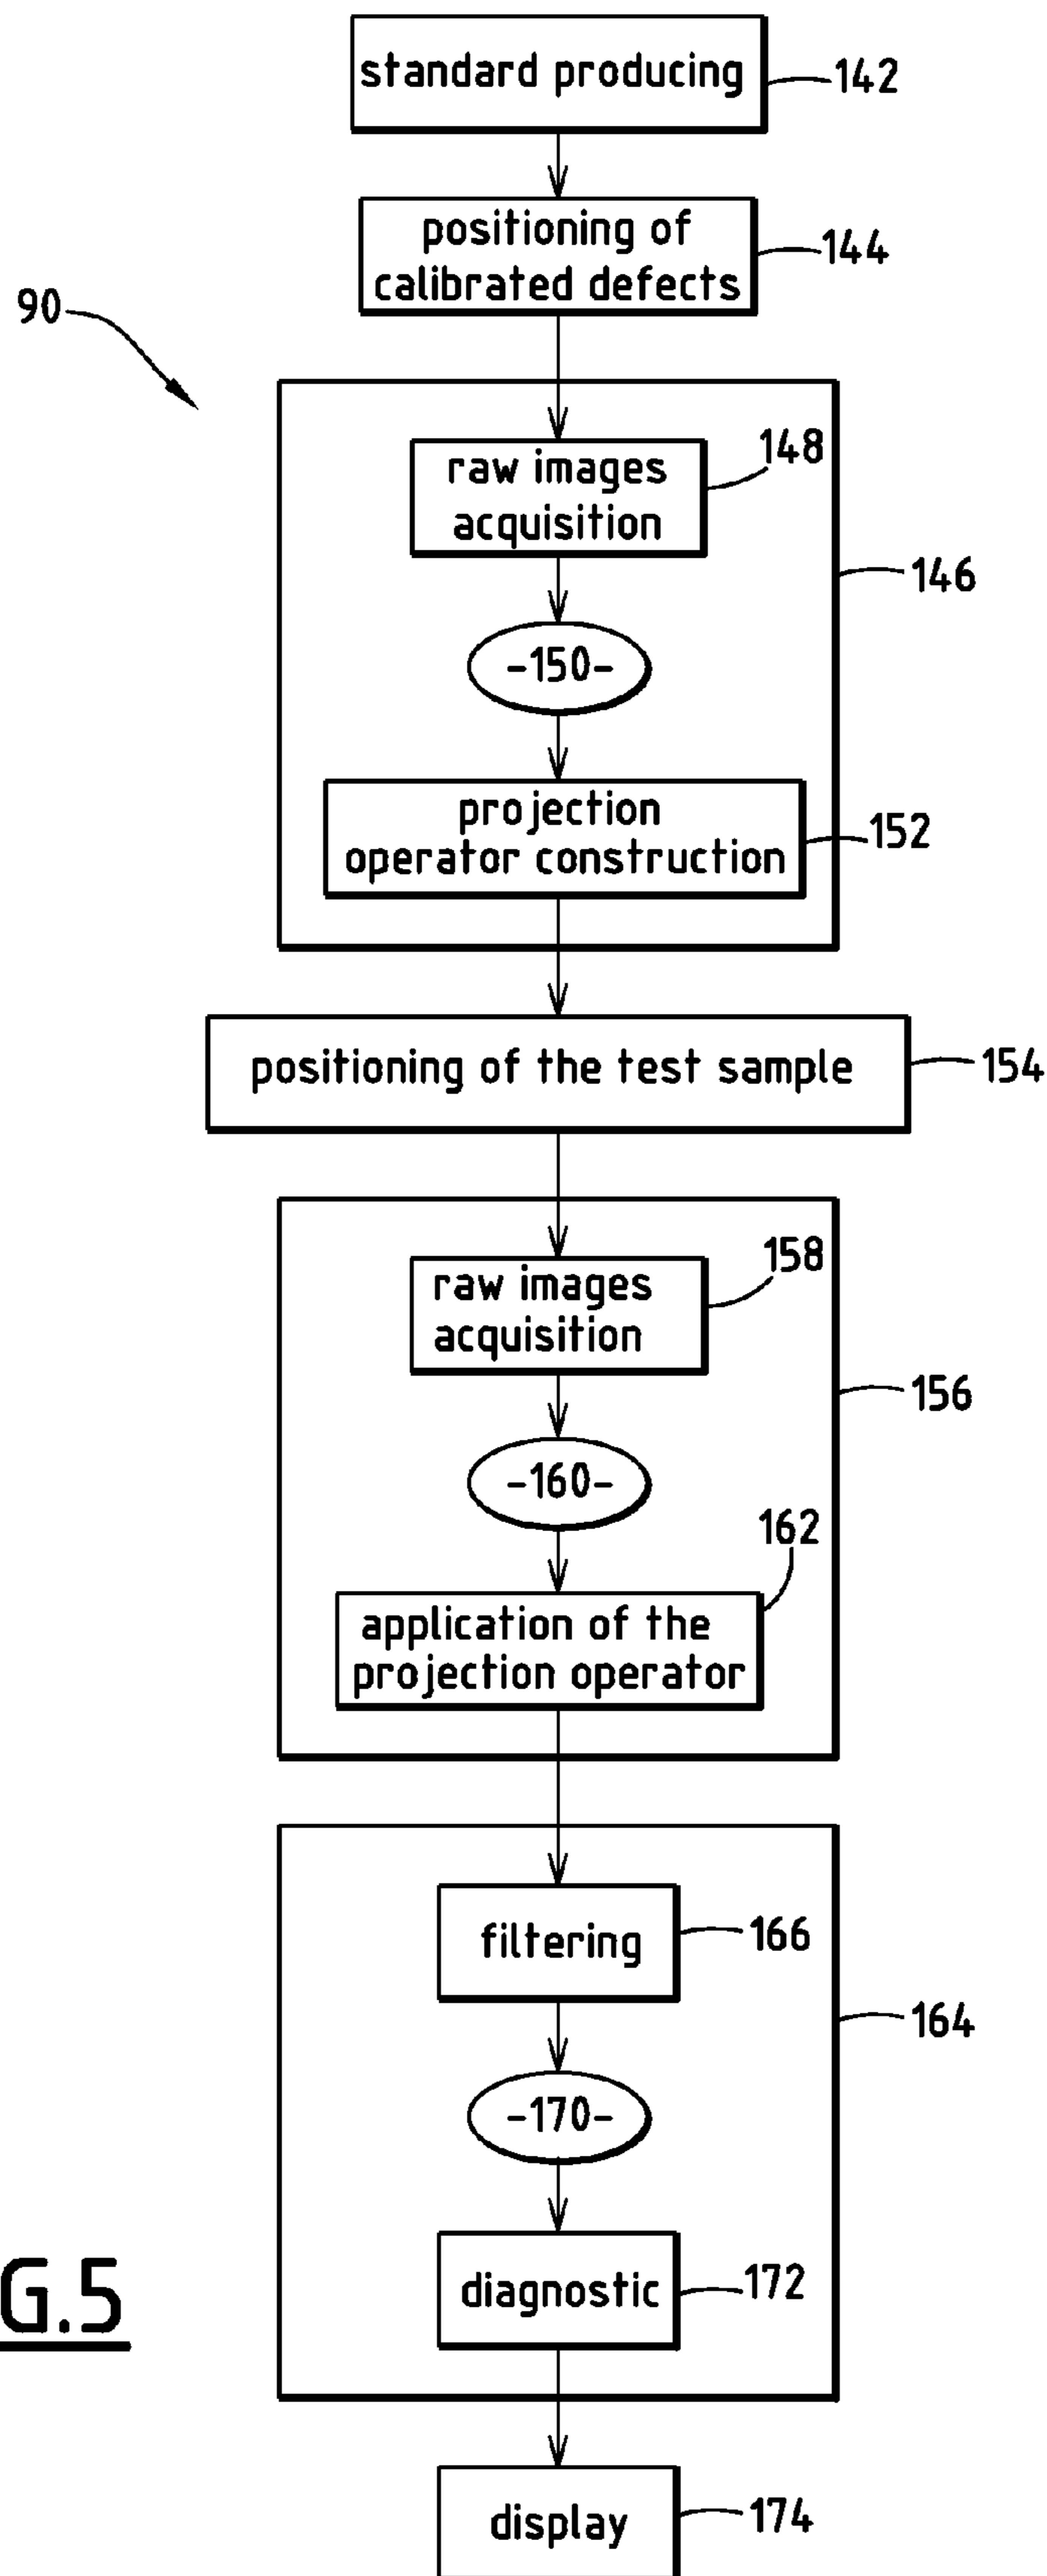 standard producing
142
positioning of
calibrated defects
144
90
raw images
acquisition
148
146
-150-
projection
operator construction
152
positioning of the test sample
154
raw images
acquisition
158
156
-160-
162
application of the
projection operator
filtering
166
164
-170-
diagnostic
172
G.5
display
174